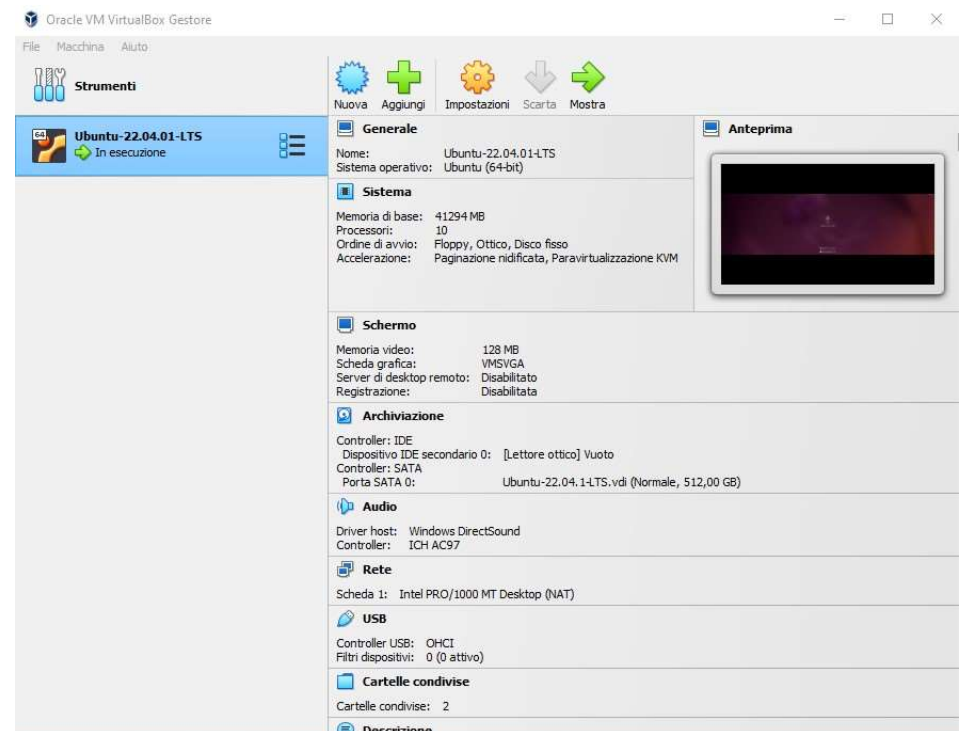 Oracle VM VirtualBox Gestore
File Macchina Aiuto
Strumenti
Nuova Aggiungi Impostazioni Scarta Mostra
64
Ubuntu-22.04.01-LTS
In esecuzione
Generale
Nome: Ubuntu-22.04.01-LTS
Sistema operativo: Ubuntu (64-bit)
Anteprima
Sistema
Memoria di base: 41294 MB
Processori: 10
Ordine di avvio: Floppy, Ottico, Disco fisso
Accelerazione: Paginazione nidificata, Paravirtualizzazione KVM
Schermo
Memoria video: 128 MB
Scheda grafica: VMSVGA
Server di desktop remoto: Disabilitato
Registrazione: Disabilitata
Archiviazione
Controller: IDE
Dispositivo IDE secondario 0: [Lettore ottico] Vuoto
Controller: SATA
Porta SATA 0: Ubuntu-22.04.1-LTS.vdi (Normale, 512,00 GB)
Audio
Driver host: Windows DirectSound
Controller: ICH AC97
Rete
Scheda 1: Intel PRO/1000 MT Desktop (NAT)
USB
Controller USB: OHCI
Filtri dispositivi: 0 (0 attivo)
Cartelle condivise
Cartelle condivise: 2
Descrizione